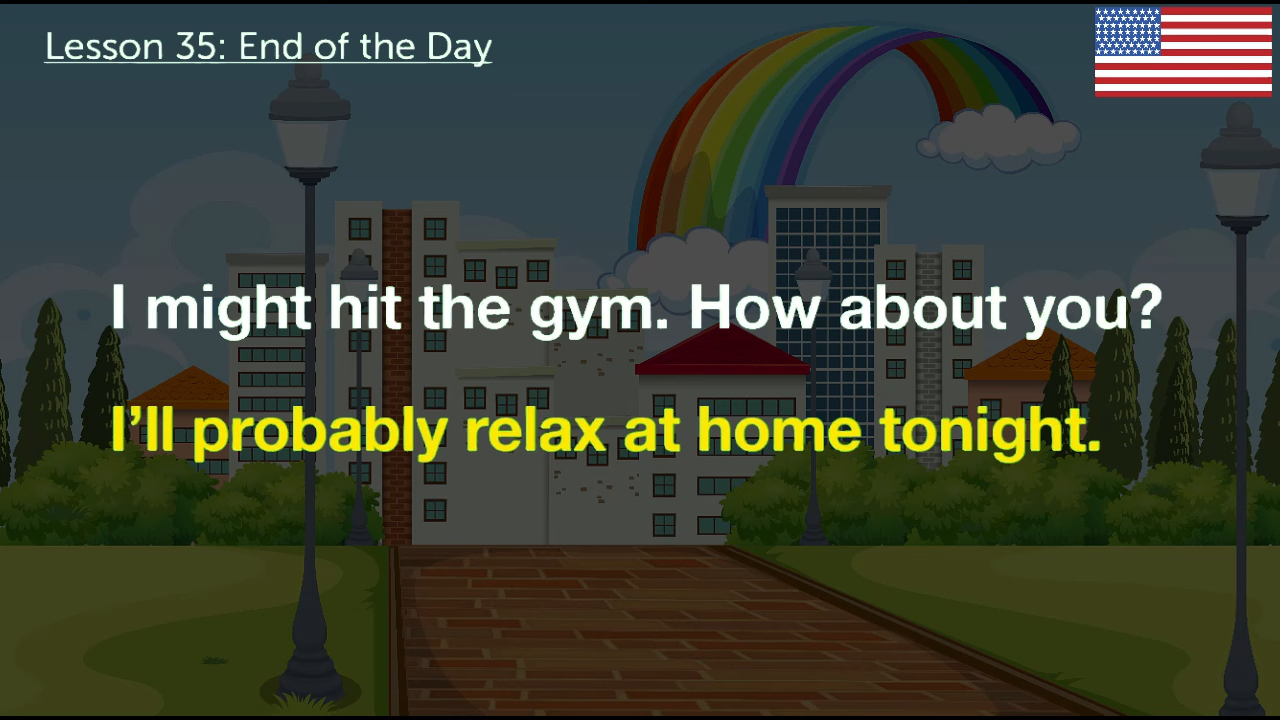 Lesson 35: End of the Day
I might hit the gym. How about you?
I’ll probably relax at home tonight.